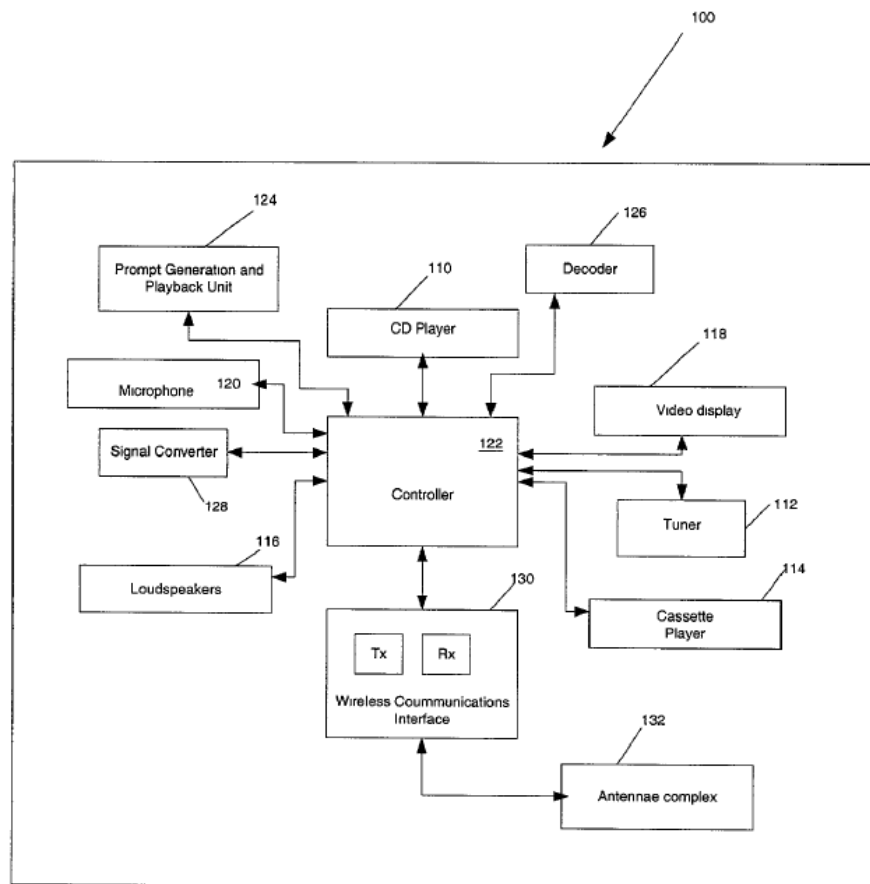 100
124
126
Prompt Generation and
Playback Unit
110
Decoder
CD Player
118
Microphone
120
Video display
122
Signal Converter
Controller
128
112
Tuner
116
114
Loudspeakers
130
Cassette
Player
Tx
Rx
Wireless Coummunications
Interface
132
Antennae complex